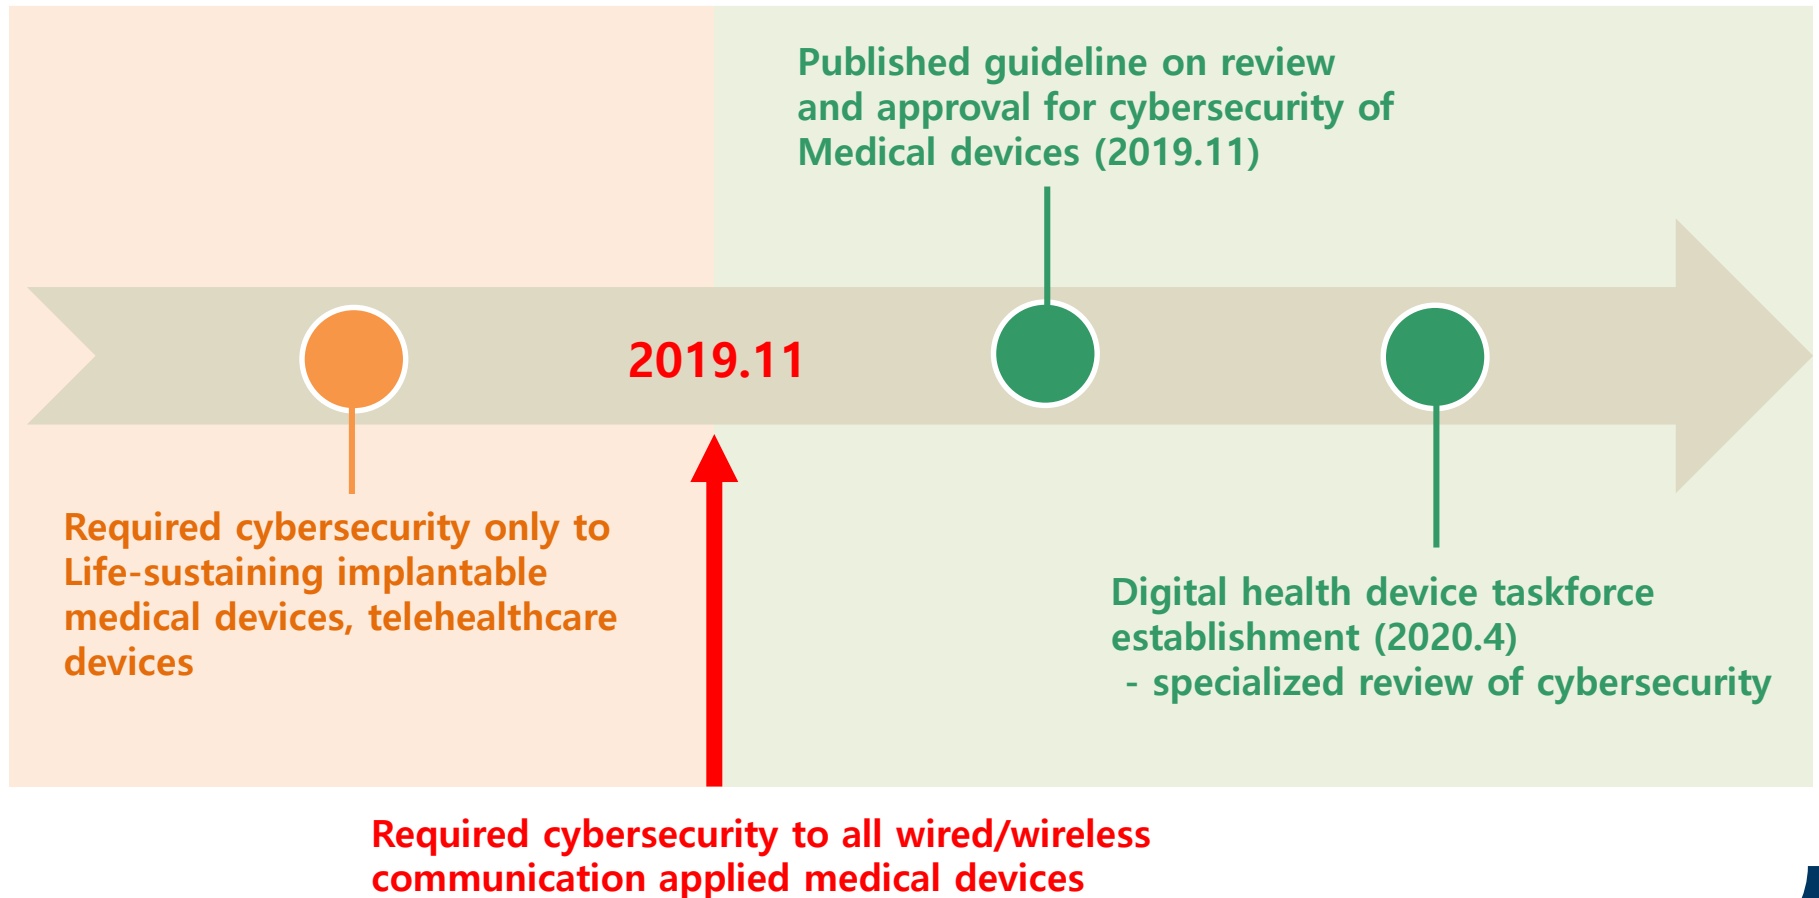 Published guideline on review
and approval for cybersecurity of
Medical devices (2019.11)
2019.11
Required cybersecurity only to
Life-sustaining implantable
medical devices, telehealthcare
devices
Digital health device taskforce
establishment (2020.4)
- specialized review of cybersecurity
Required cybersecurity to all wired/wireless
communication applied medical devices